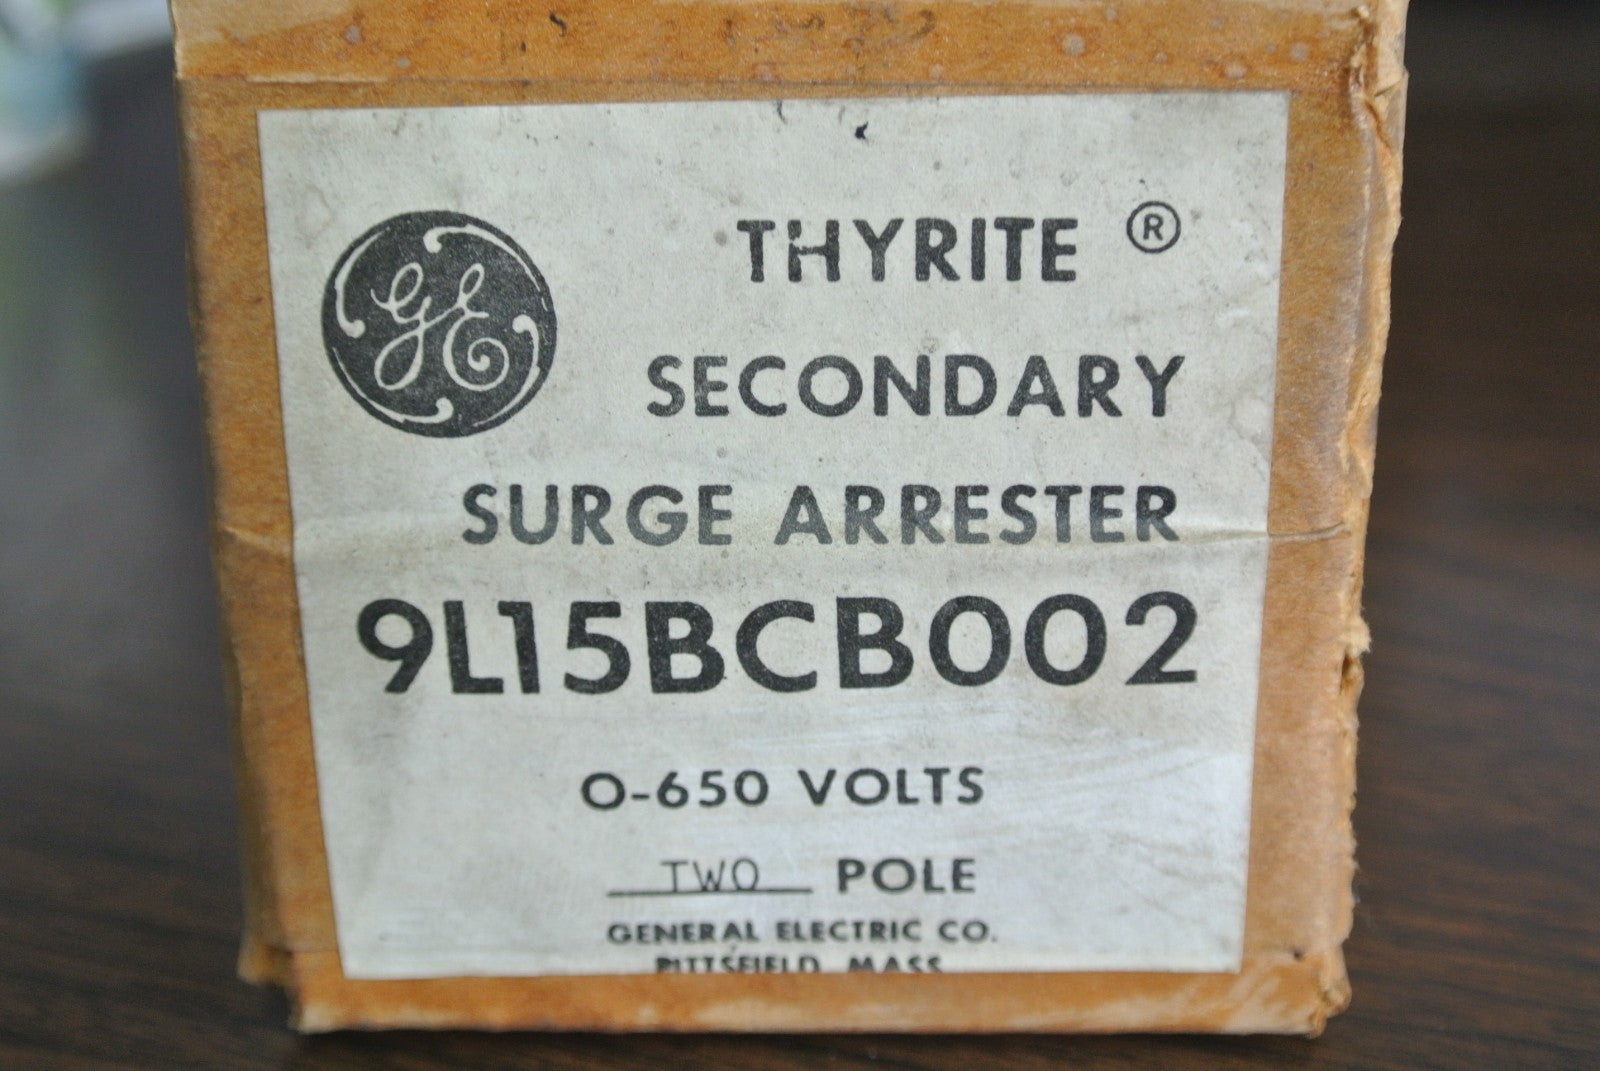 GE
THYRITE ®
SECONDARY
SURGE ARRESTER
9L15BCB002
0-650 VOLTS
TWO POLE
GENERAL ELECTRIC CO.
PITTSFIELD, MASS.